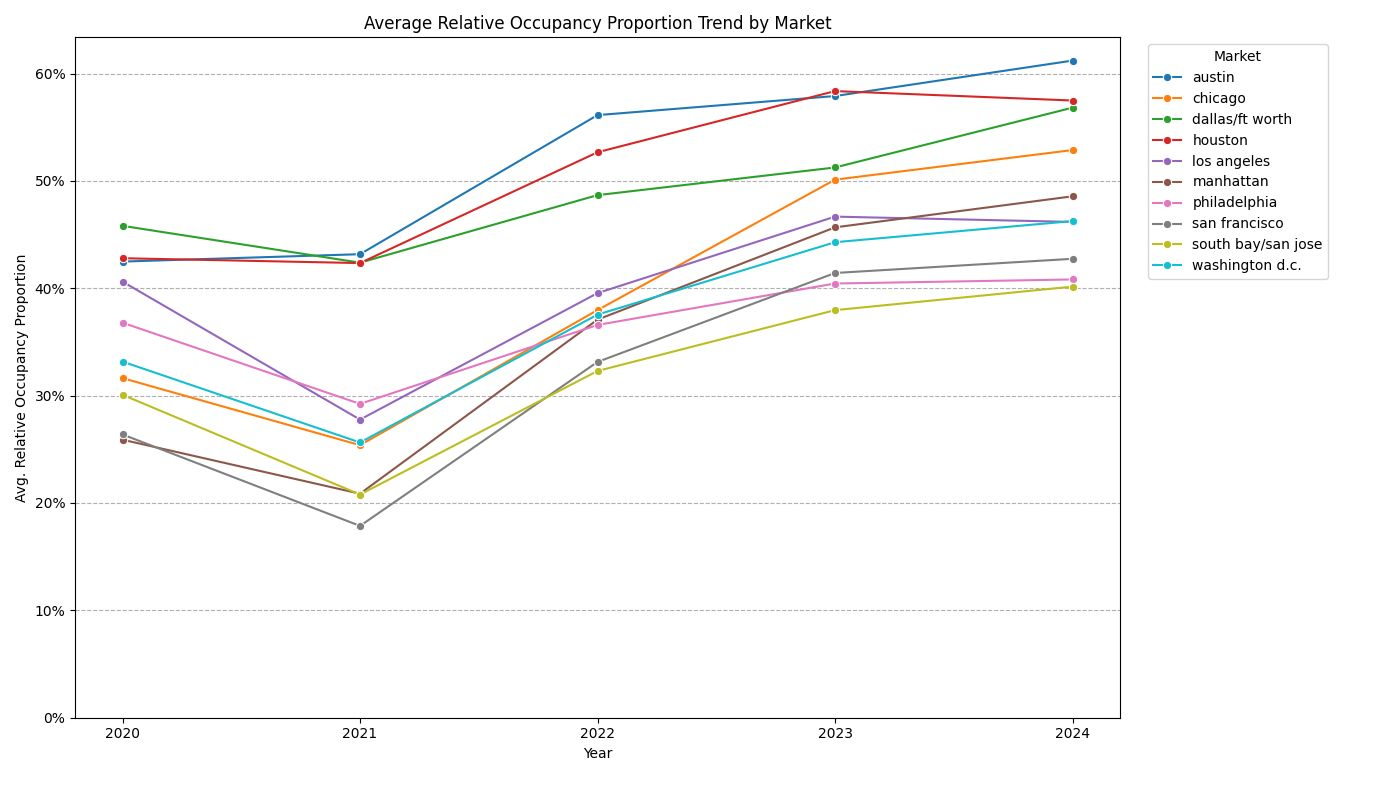 Average Relative Occupancy Proportion Trend by Market
Avg. Relative Occupancy Proportion
60%
50%
40%
30%
20%
10%
0%
2020 2021 2022 2023 2024
Year
Market
austin
chicago
dallas/ft worth
houston
los angeles
manhattan
philadelphia
san francisco
south bay/san jose
washington d.c.